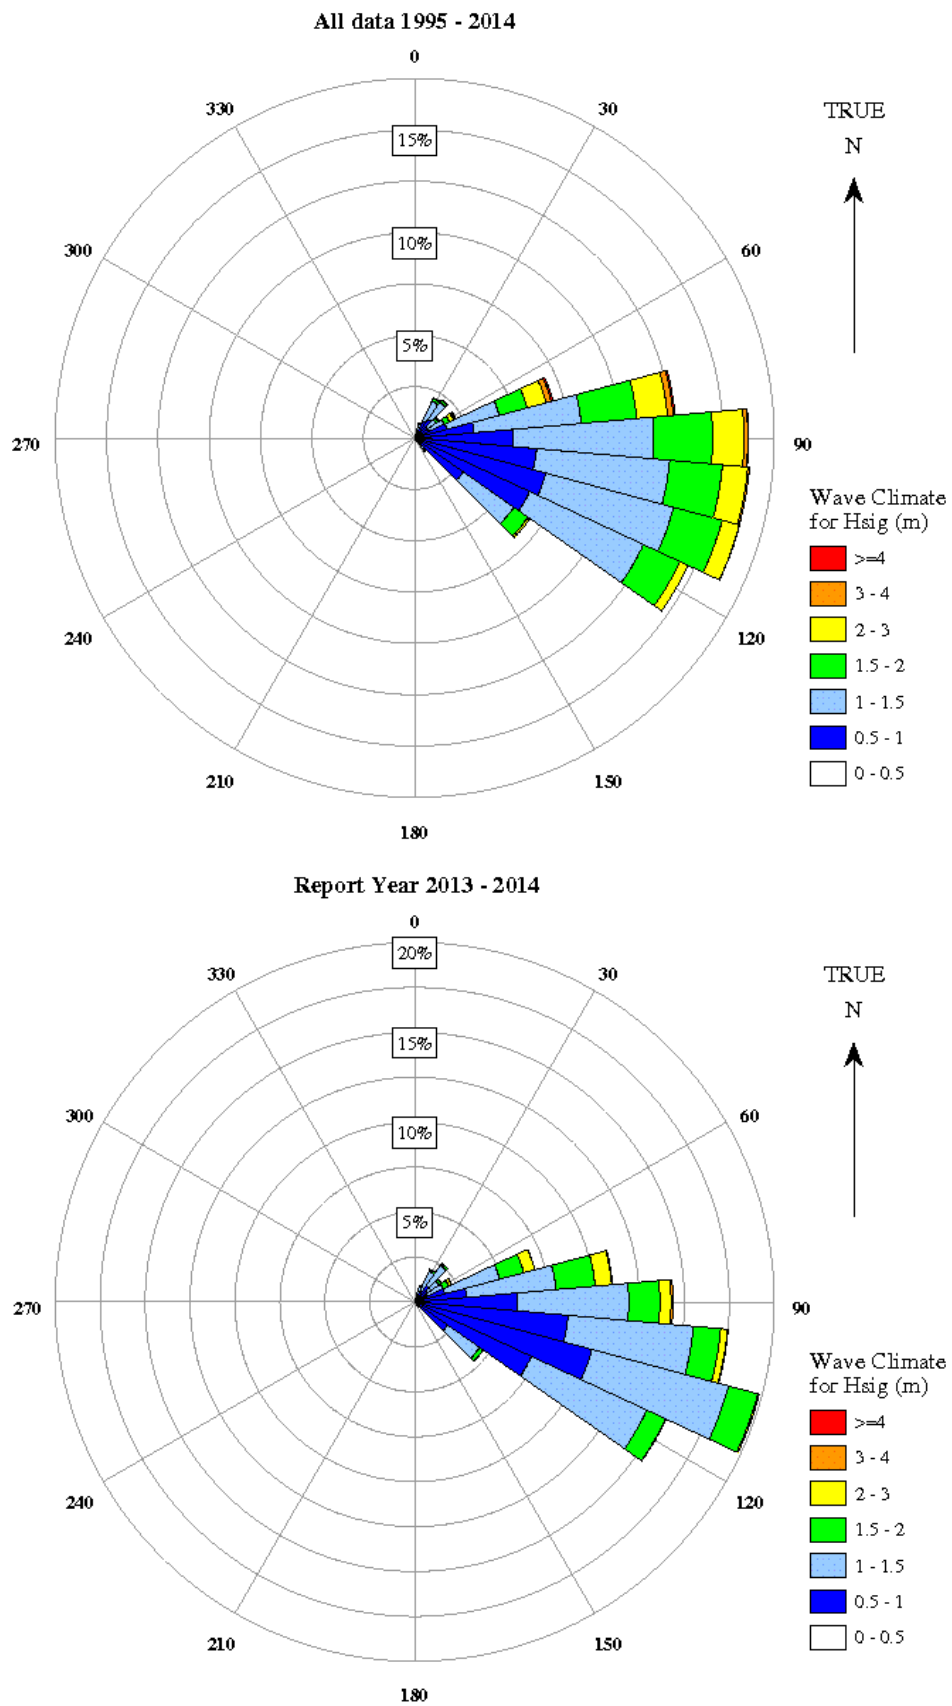 All data 1995 - 2014
0
330
30
TRUE
N
15%
10%
300
60
5%
270
90
Wave Climate
for Hsig (m)
>=4
3 - 4
2 - 3
1.5 - 2
1 - 1.5
0.5 - 1
0 - 0.5
240
120
210
150
180
Report Year 2013 - 2014
0
20%
330
30
TRUE
N
15%
10%
300
60
5%
270
90
Wave Climate
for Hsig (m)
>=4
3 - 4
2 - 3
1.5 - 2
1 - 1.5
0.5 - 1
0 - 0.5
240
120
210
150
180